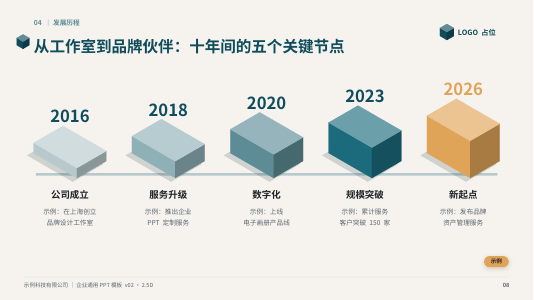 04 | 发展历程
LOGO 占位
从工作室到品牌伙伴：十年间的五个关键节点
2016
2018
2020
2023
2026
公司成立
服务升级
数字化
规模突破
新起点
示例：在上海创立
品牌设计工作室
示例：推出企业
PPT 定制服务
示例：上线
电子画册产品线
示例：累计服务
客户突破 150 家
示例：发布品牌
资产管理服务
示例
示例科技有限公司 | 企业通用 PPT 模板 v02 · 2.5D
08